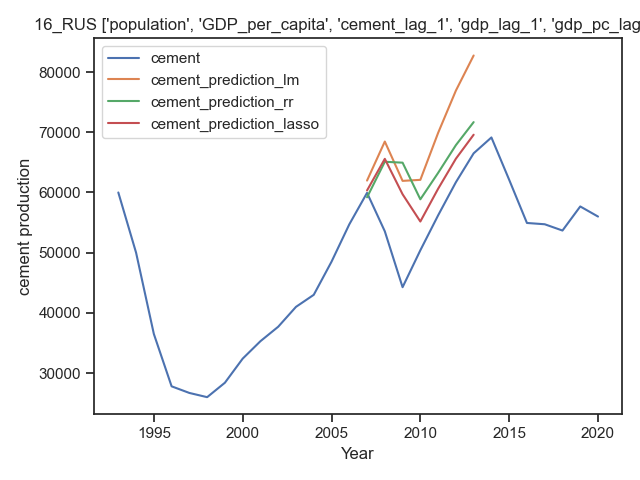 16_RUS ['population', 'GDP_per_capita', 'cement_lag_1', 'gdp_lag_1', 'gdp_pc_lag
cement
cement_prediction_lm
cement_prediction_rr
cement_prediction_lasso
cement production
80000
70000
60000
50000
40000
30000
1995
2000
2005
2010
2015
2020
Year